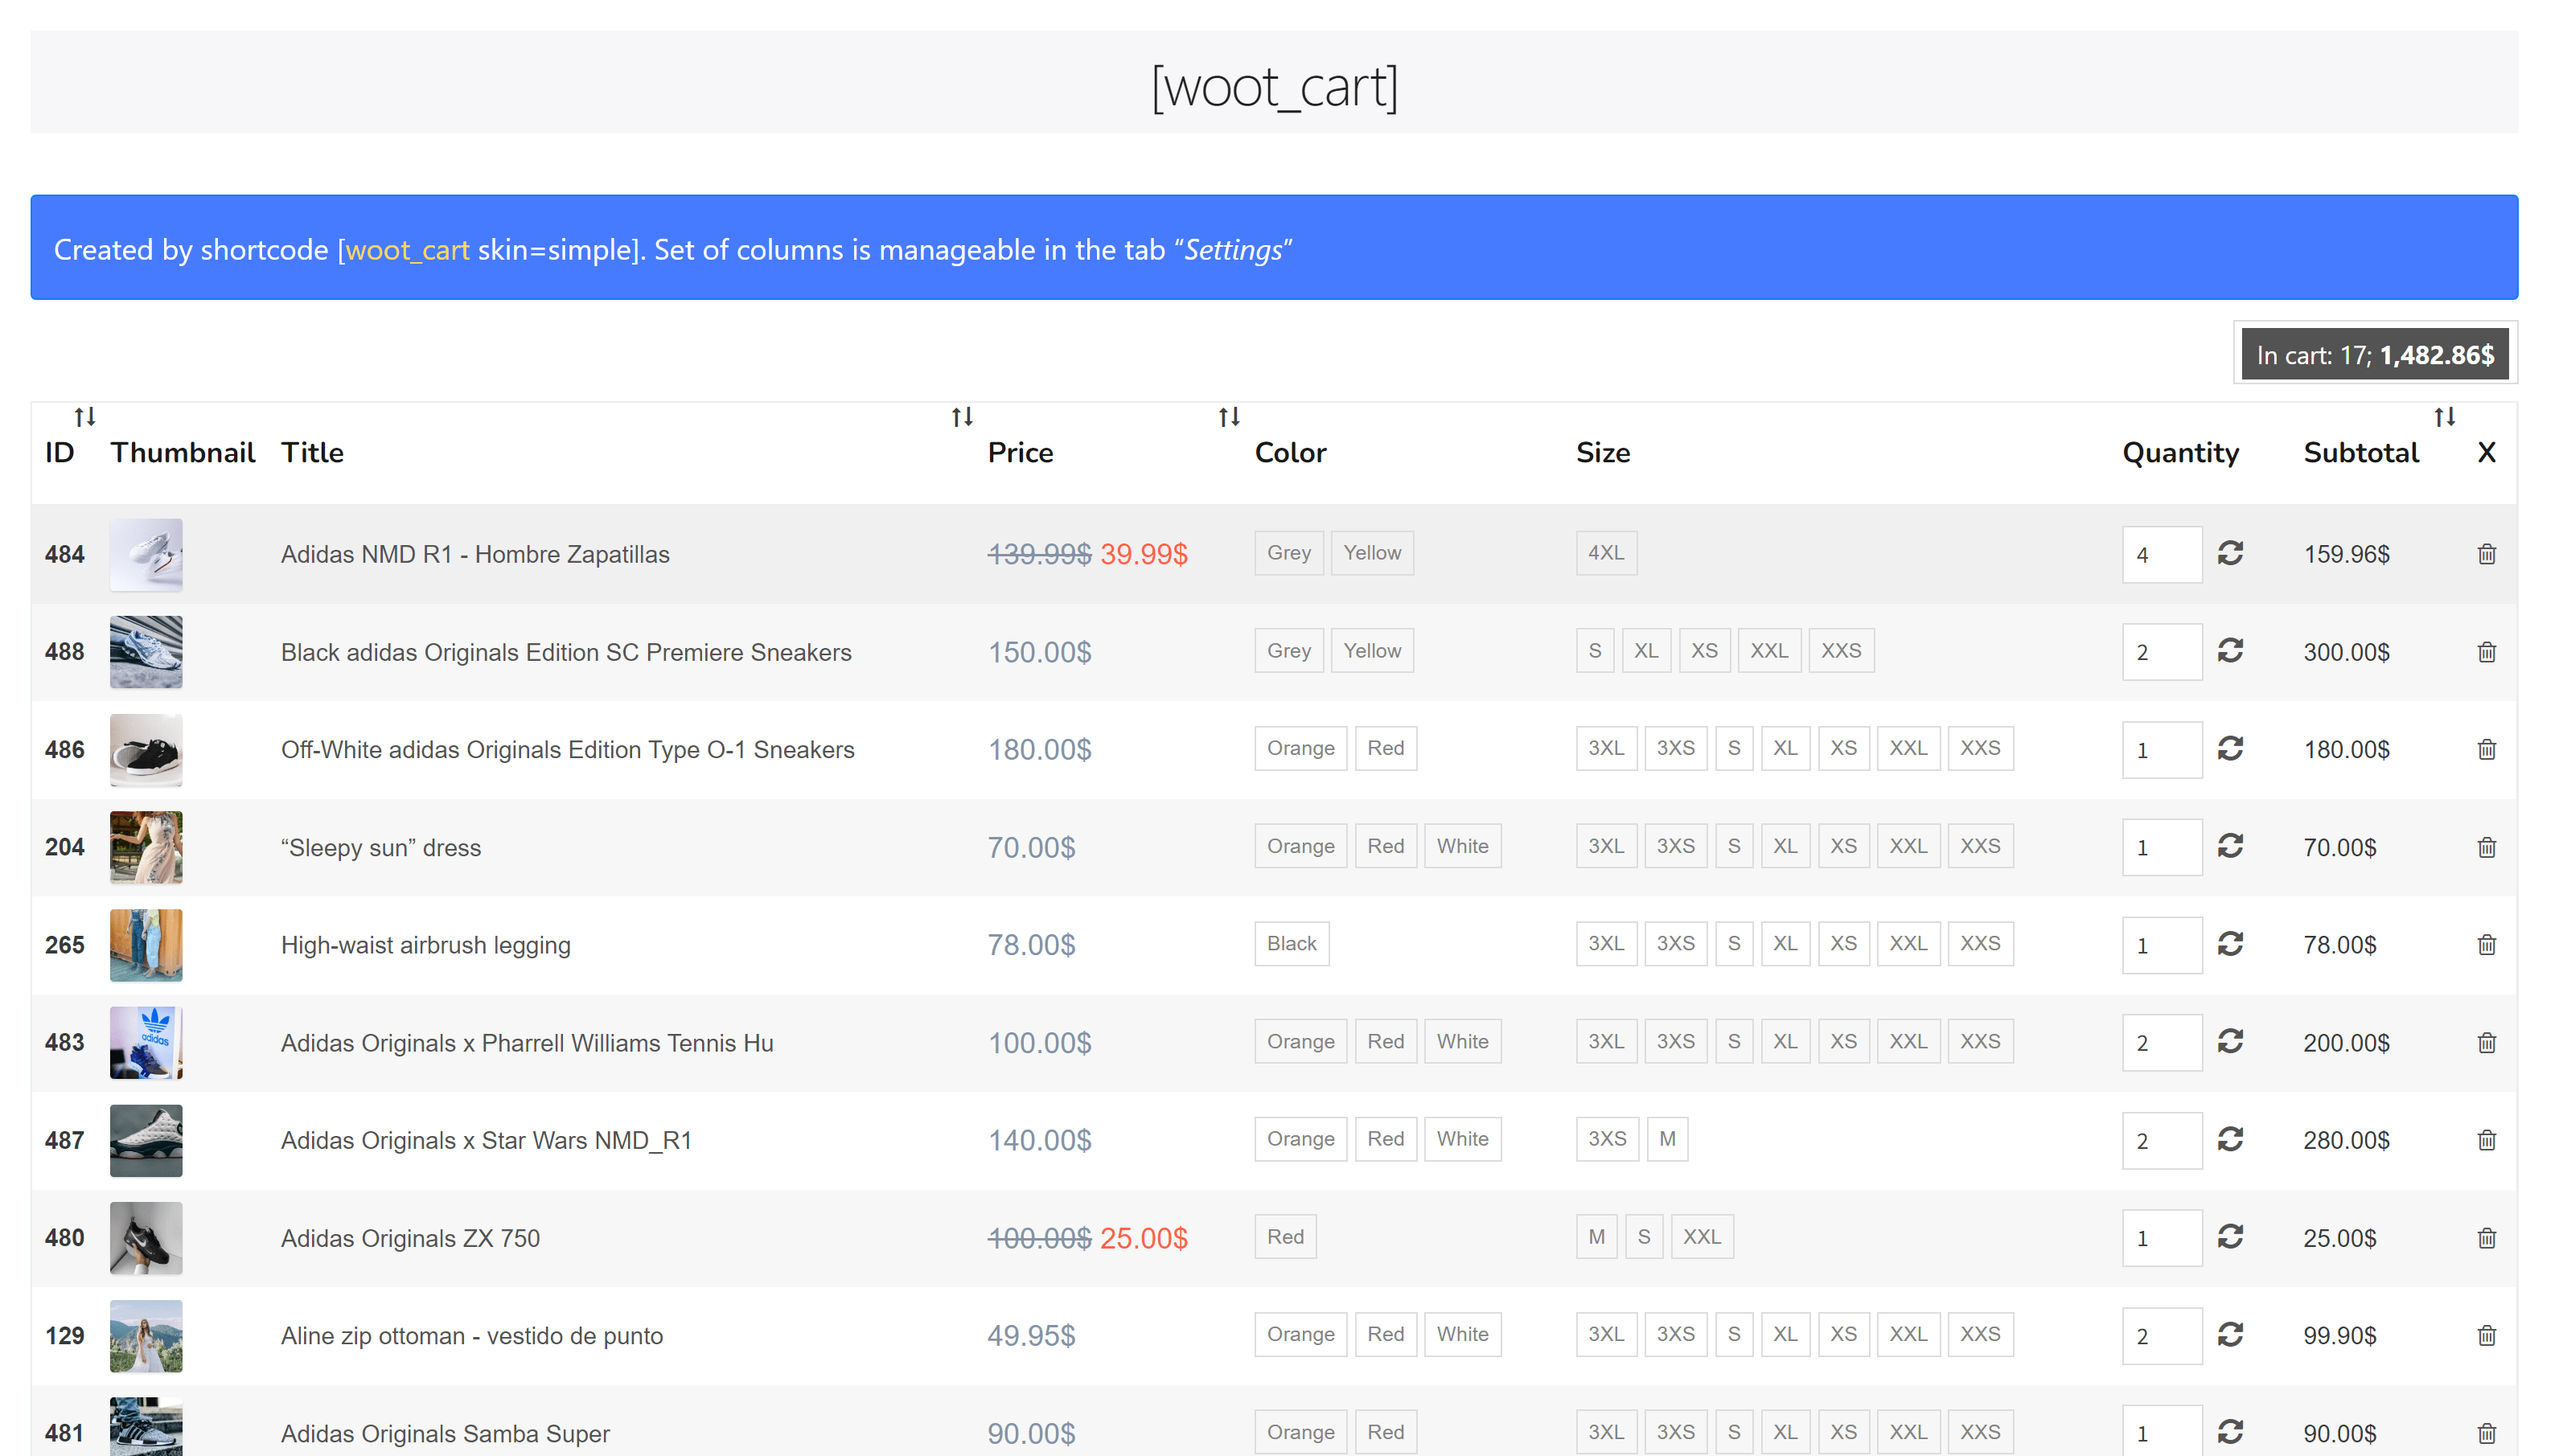 [woot_cart]
Created by shortcode [woot_cart skin=simple]. Set of columns is manageable in the tab “Settings”
In cart: 17; 1,482.86$
ID Thumbnail Title Price Color Size Quantity Subtotal X
484 Adidas NMD R1 - Hombre Zapatillas 139.99$ 39.99$ Grey Yellow 4XL 4 159.96$
488 Black adidas Originals Edition SC Premiere Sneakers 150.00$ Grey Yellow S XL XS XXL XXS 2 300.00$
486 Off-White adidas Originals Edition Type O-1 Sneakers 180.00$ Orange Red 3XL 3XS S XL XS XXL XXS 1 180.00$
204 “Sleepy sun” dress 70.00$ Orange Red White 3XL 3XS S XL XS XXL XXS 1 70.00$
265 High-waist airbrush legging 78.00$ Black 3XL 3XS S XL XS XXL XXS 1 78.00$
483 adidas Adidas Originals x Pharrell Williams Tennis Hu 100.00$ Orange Red White 3XL 3XS S XL XS XXL XXS 2 200.00$
487 Adidas Originals x Star Wars NMD_R1 140.00$ Orange Red White 3XS M 2 280.00$
480 Adidas Originals ZX 750 100.00$ 25.00$ Red M S XXL 1 25.00$
129 Aline zip ottoman - vestido de punto 49.95$ Orange Red White 3XL 3XS S XL XS XXL XXS 2 99.90$
481 Adidas Originals Samba Super 90.00$ Orange Red 3XL 3XS S XL XS XXL XXS 1 90.00$